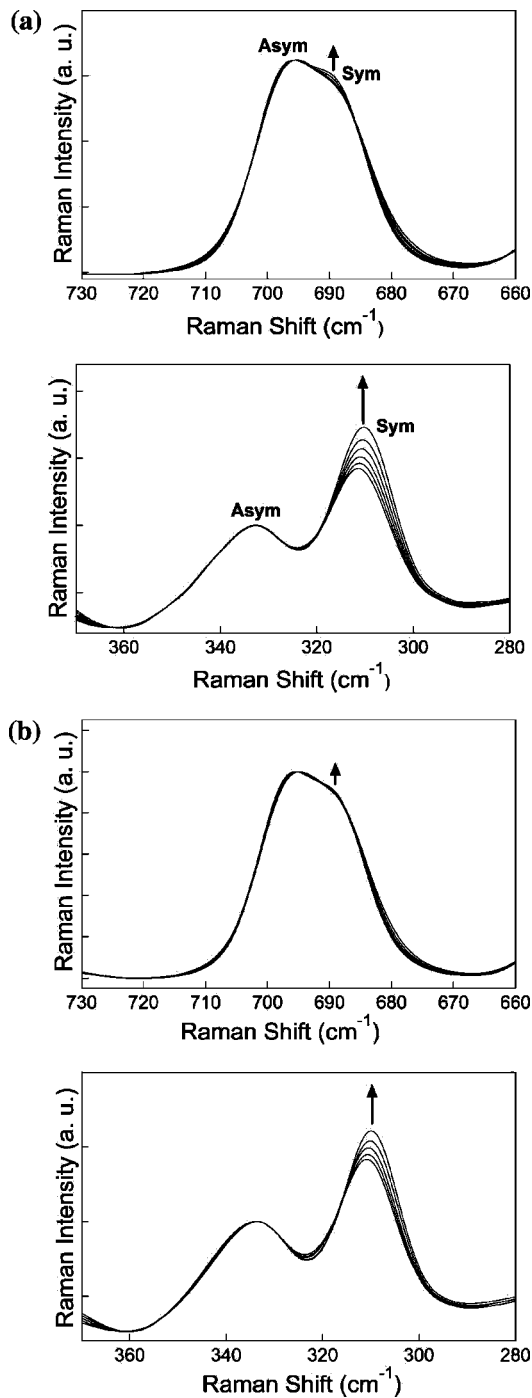 (a)
Asym
Sym
Raman Intensity (a. u.)
730 720 710 700 690 680 670 660
Raman Shift (cm-1)
Sym
Asym
Raman Intensity (a. u.)
360 340 320 300 280
Raman Shift (cm-1)
(b)
Raman Intensity (a. u.)
730 720 710 700 690 680 670 660
Raman Shift (cm-1)
Raman Intensity (a. u.)
360 340 320 300 280
Raman Shift (cm-1)